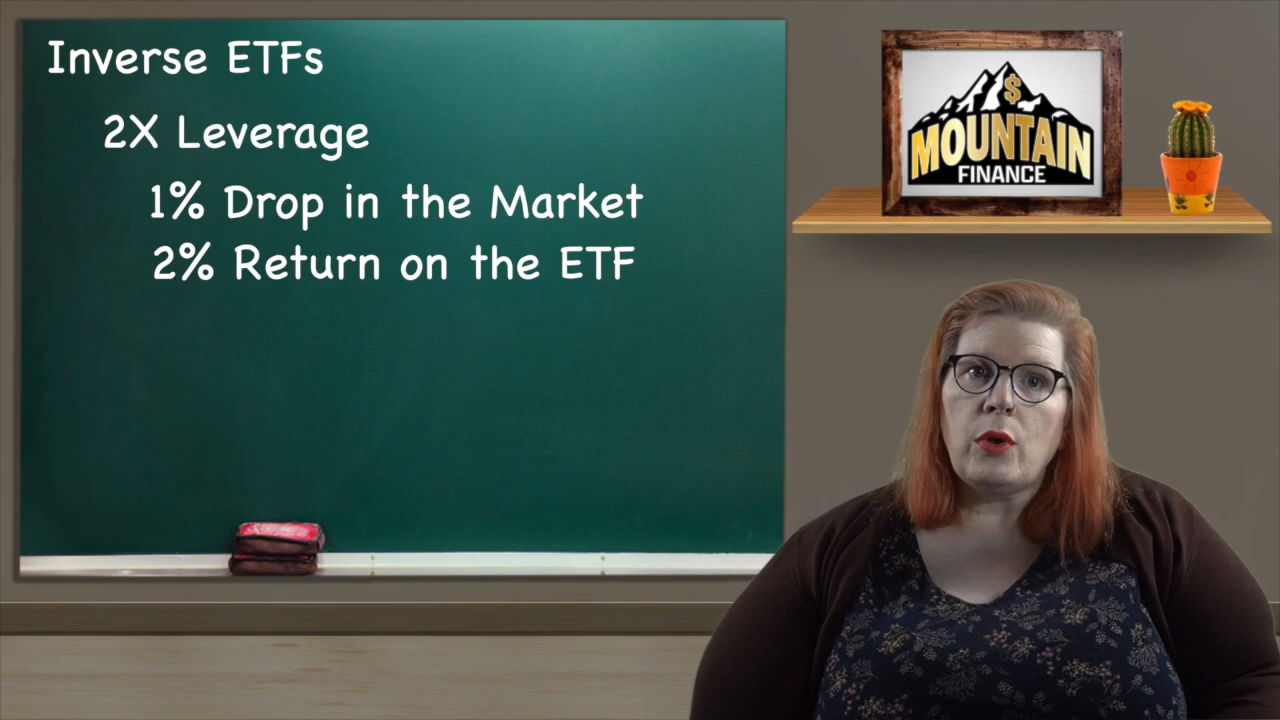 Inverse ETFs
2X Leverage
1% Drop in the Market
2% Return on the ETF
$
MOUNTAIN
FINANCE